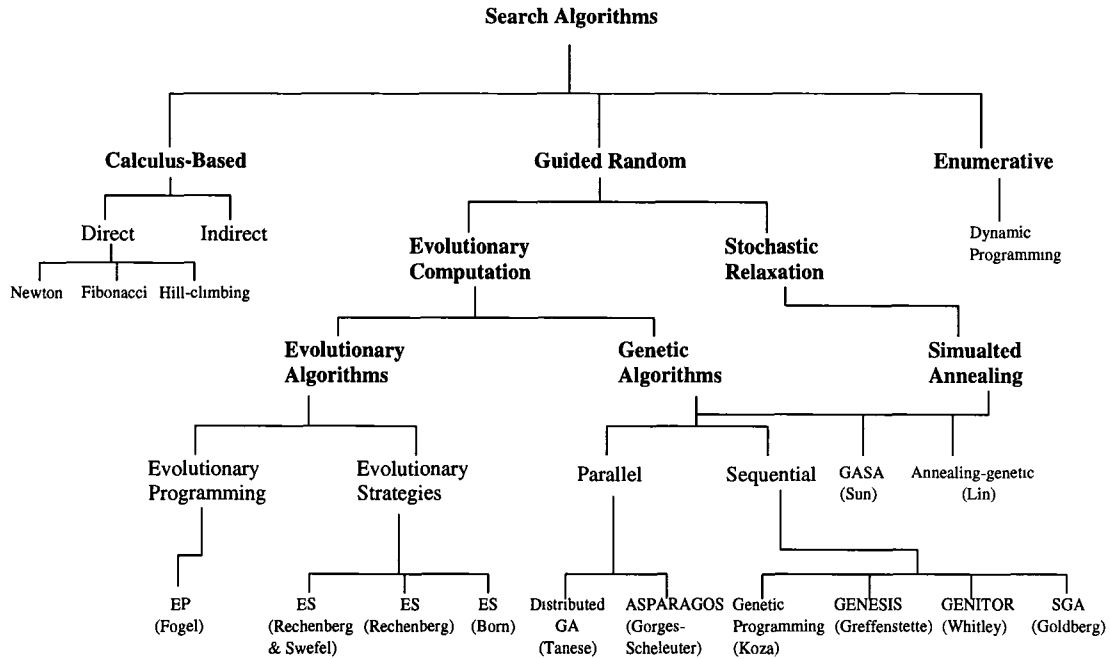 Search Algorithms
Calculus-Based
Guided Random
Enumerative
Direct
Indirect
Evolutionary
Computation
Stochastic
Relaxation
Dynamic
Programming
Newton
Fibonacci
Hill-climbing
Evolutionary
Algorithms
Genetic
Algorithms
Simualted
Annealing
Evolutionary
Programming
Evolutionary
Strategies
Parallel
Sequential
GASA
(Sun)
Annealing-genetic
(Lin)
EP
(Fogel)
ES
(Rechenberg
& Swefel)
ES
(Rechenberg)
ES
(Born)
Distributed
GA
(Tanese)
ASPARAGOS
(Gorges-
Scheleuter)
Genetic
Programming
(Koza)
GENESIS
(Greffenstette)
GENITOR
(Whitley)
SGA
(Goldberg)